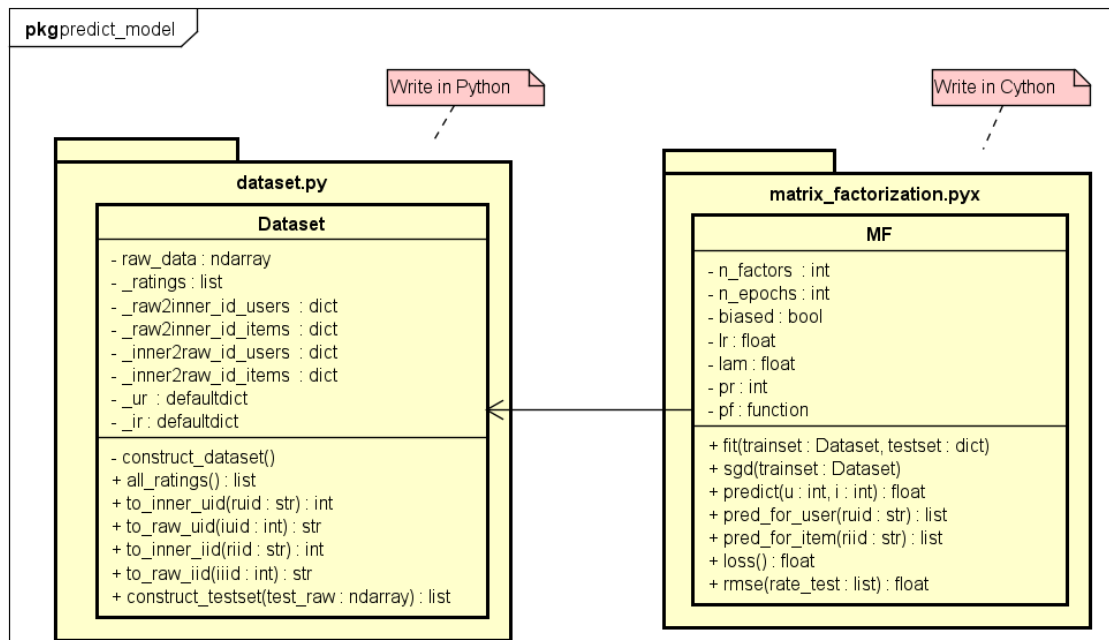 pkg predict_model
Write in Python
Write in Cython
dataset.py
Dataset
- raw_data : ndarray
- _ratings : list
- _raw2inner_id_users : dict
- _raw2inner_id_items : dict
- _inner2raw_id_users : dict
- _inner2raw_id_items : dict
- _ur : defaultdict
- _ir : defaultdict
- construct_dataset()
+ all_ratings() : list
+ to_inner_uid(ruid : str) : int
+ to_raw_uid(iuid : int) : str
+ to_inner_iid(riid : str) : int
+ to_raw_iid(iiid : int) : str
+ construct_testset(test_raw : ndarray) : list
matrix_factorization.pyx
MF
- n_factors : int
- n_epochs : int
- biased : bool
- lr : float
- lam : float
- pr : int
- pf : function
+ fit(trainset : Dataset, testset : dict)
+ sgd(trainset : Dataset)
+ predict(u : int, i : int) : float
+ pred_for_user(ruid : str) : list
+ pred_for_item(riid : str) : list
+ loss() : float
+ rmse(rate_test : list) : float